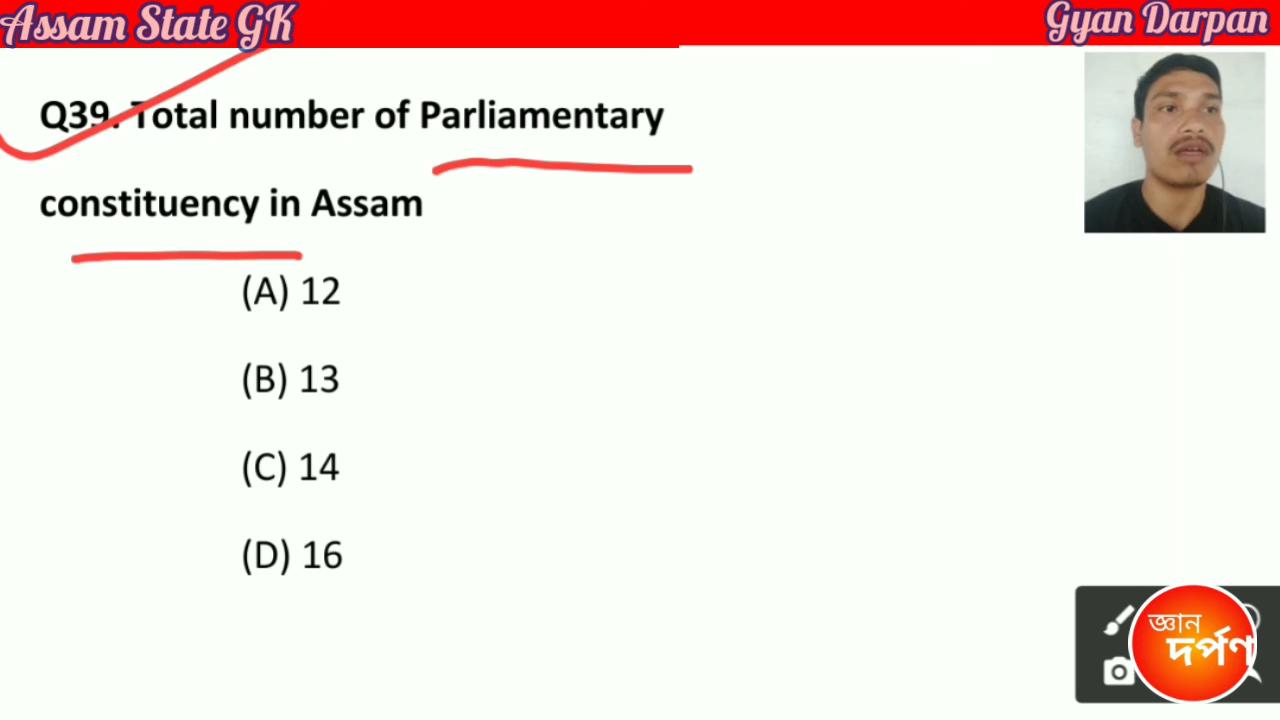 Assam State GK
Gyan Darpan
Q39. Total number of Parliamentary
constituency in Assam
(A) 12
(B) 13
(C) 14
(D) 16
জ্ঞান
দৰ্পণ